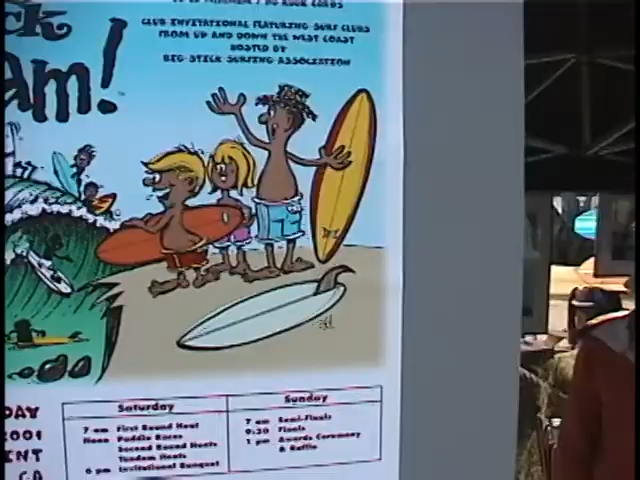 CLUB INVITATIONAL FEATURING SURF CLUBS
FROM UP AND DOWN THE WEST COAST
HOSTED BY
BIG STICK SURFING ASSOCIATION
CK
AM!
DAY
2001
INT
CA
Saturday
7 am First Round Heat
Noon Paddle Races
Second Round Heats
Tandem Heats
6 pm Invitational Banquet
Sunday
7 am Semi-Finals
9:30 Finals
1 pm Awards Ceremony
& Raffle